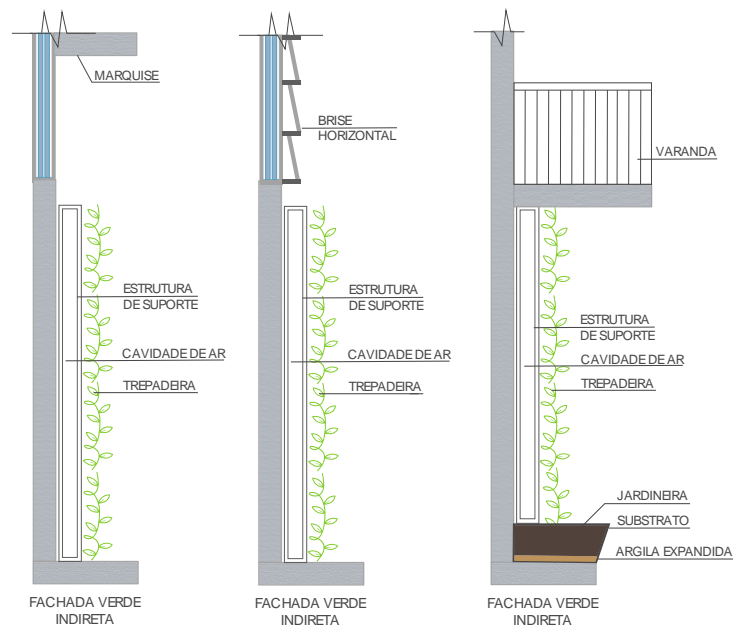 MARQUISE
ESTRUTURA
DE SUPORTE
CAVIDADE DE AR
TREPADEIRA
FACHADA VERDE
INDIRETA
BRISE
HORIZONTAL
ESTRUTURA
DE SUPORTE
CAVIDADE DE AR
TREPADEIRA
FACHADA VERDE
INDIRETA
VARANDA
ESTRUTURA
DE SUPORTE
CAVIDADE DE AR
TREPADEIRA
JARDINEIRA
SUBSTRATO
ARGILA EXPANDIDA
FACHADA VERDE
INDIRETA